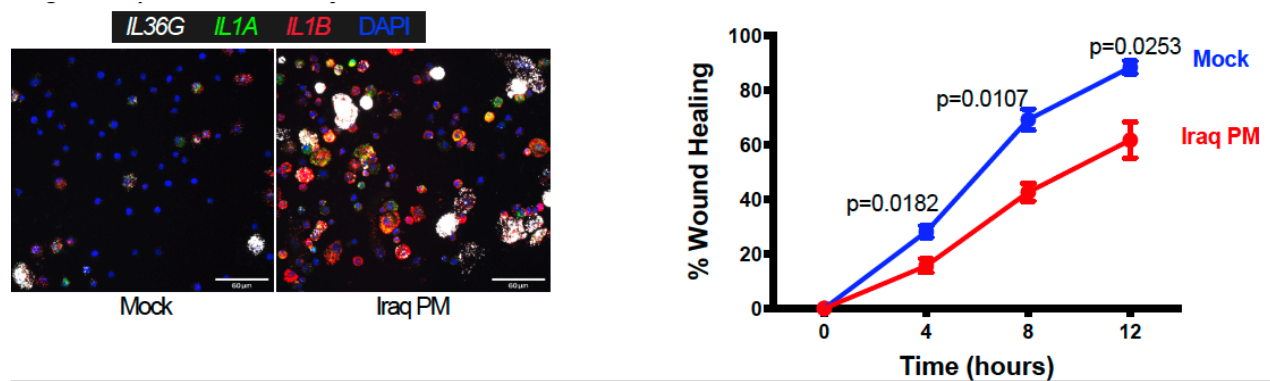 IL36G IL1A IL1B DAPI
60μm
60μm
Mock
Iraq PM
% Wound Healing
100
80
60
40
20
0
p=0.0182
p=0.0107
p=0.0253
Mock
Iraq PM
0 4 8 12
Time (hours)